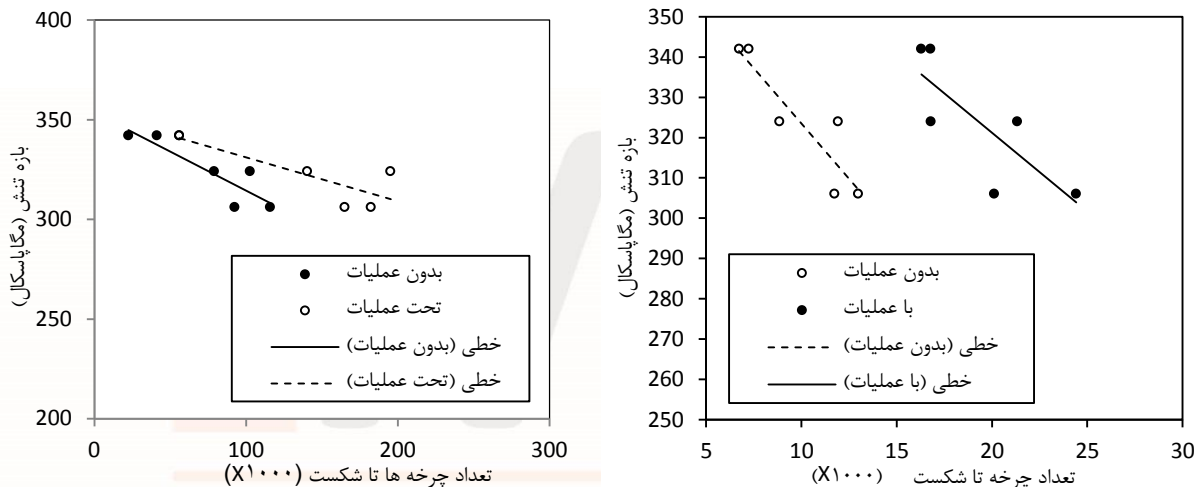 400
300
200
0
100
200
300
بازه تنش (مگاپاسکال)
بدون عملیات
تحت عملیات
خطی (بدون عملیات)
خطی (تحت عملیات)
تعداد چرخه ها تا شکست (X۱۰۰۰)
350
340
330
320
310
300
290
280
270
260
250
5
10
15
20
25
30
بازه تنش (مگاپاسکال)
بدون عملیات
با عملیات
خطی (بدون عملیات)
خطی (با عملیات)
تعداد چرخه تا شکست (X۱۰۰۰)